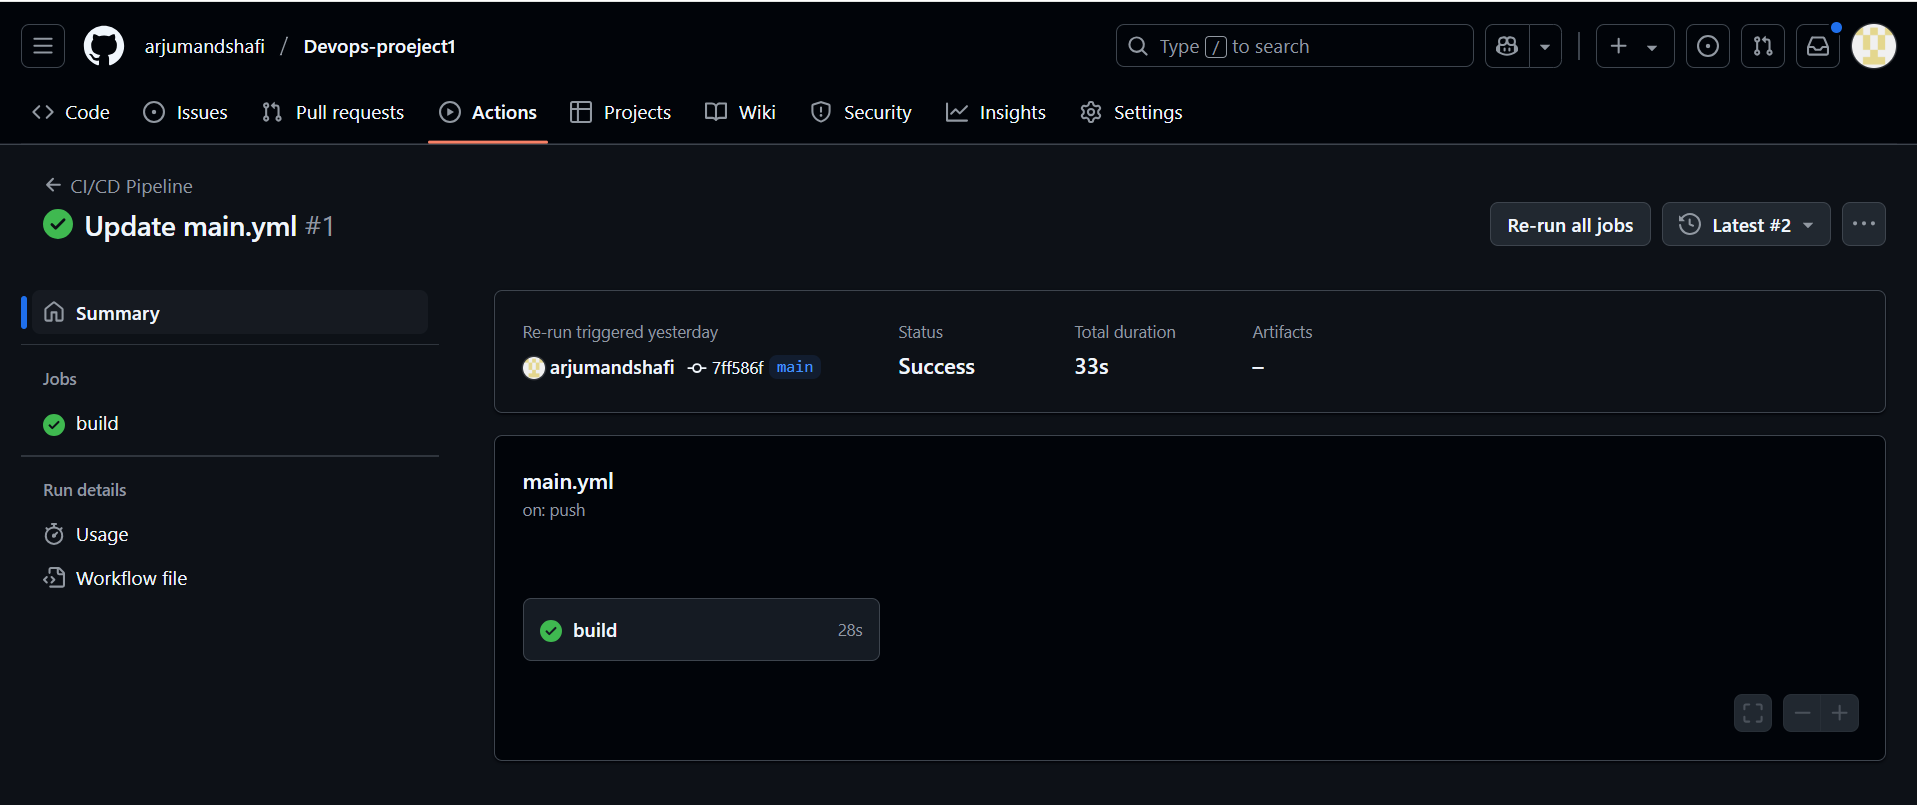 arjumandshafi / Devops-proeject1
Type / to search
Code Issues Pull requests Actions Projects Wiki Security Insights Settings
CI/CD Pipeline
Update main.yml #1
Re-run all jobs
Latest #2
Summary
Jobs
build
Run details
Usage
Workflow file
Re-run triggered yesterday
arjumandshafi 7ff586f main
Status
Success
Total duration
33s
Artifacts
–
main.yml
on: push
build 28s